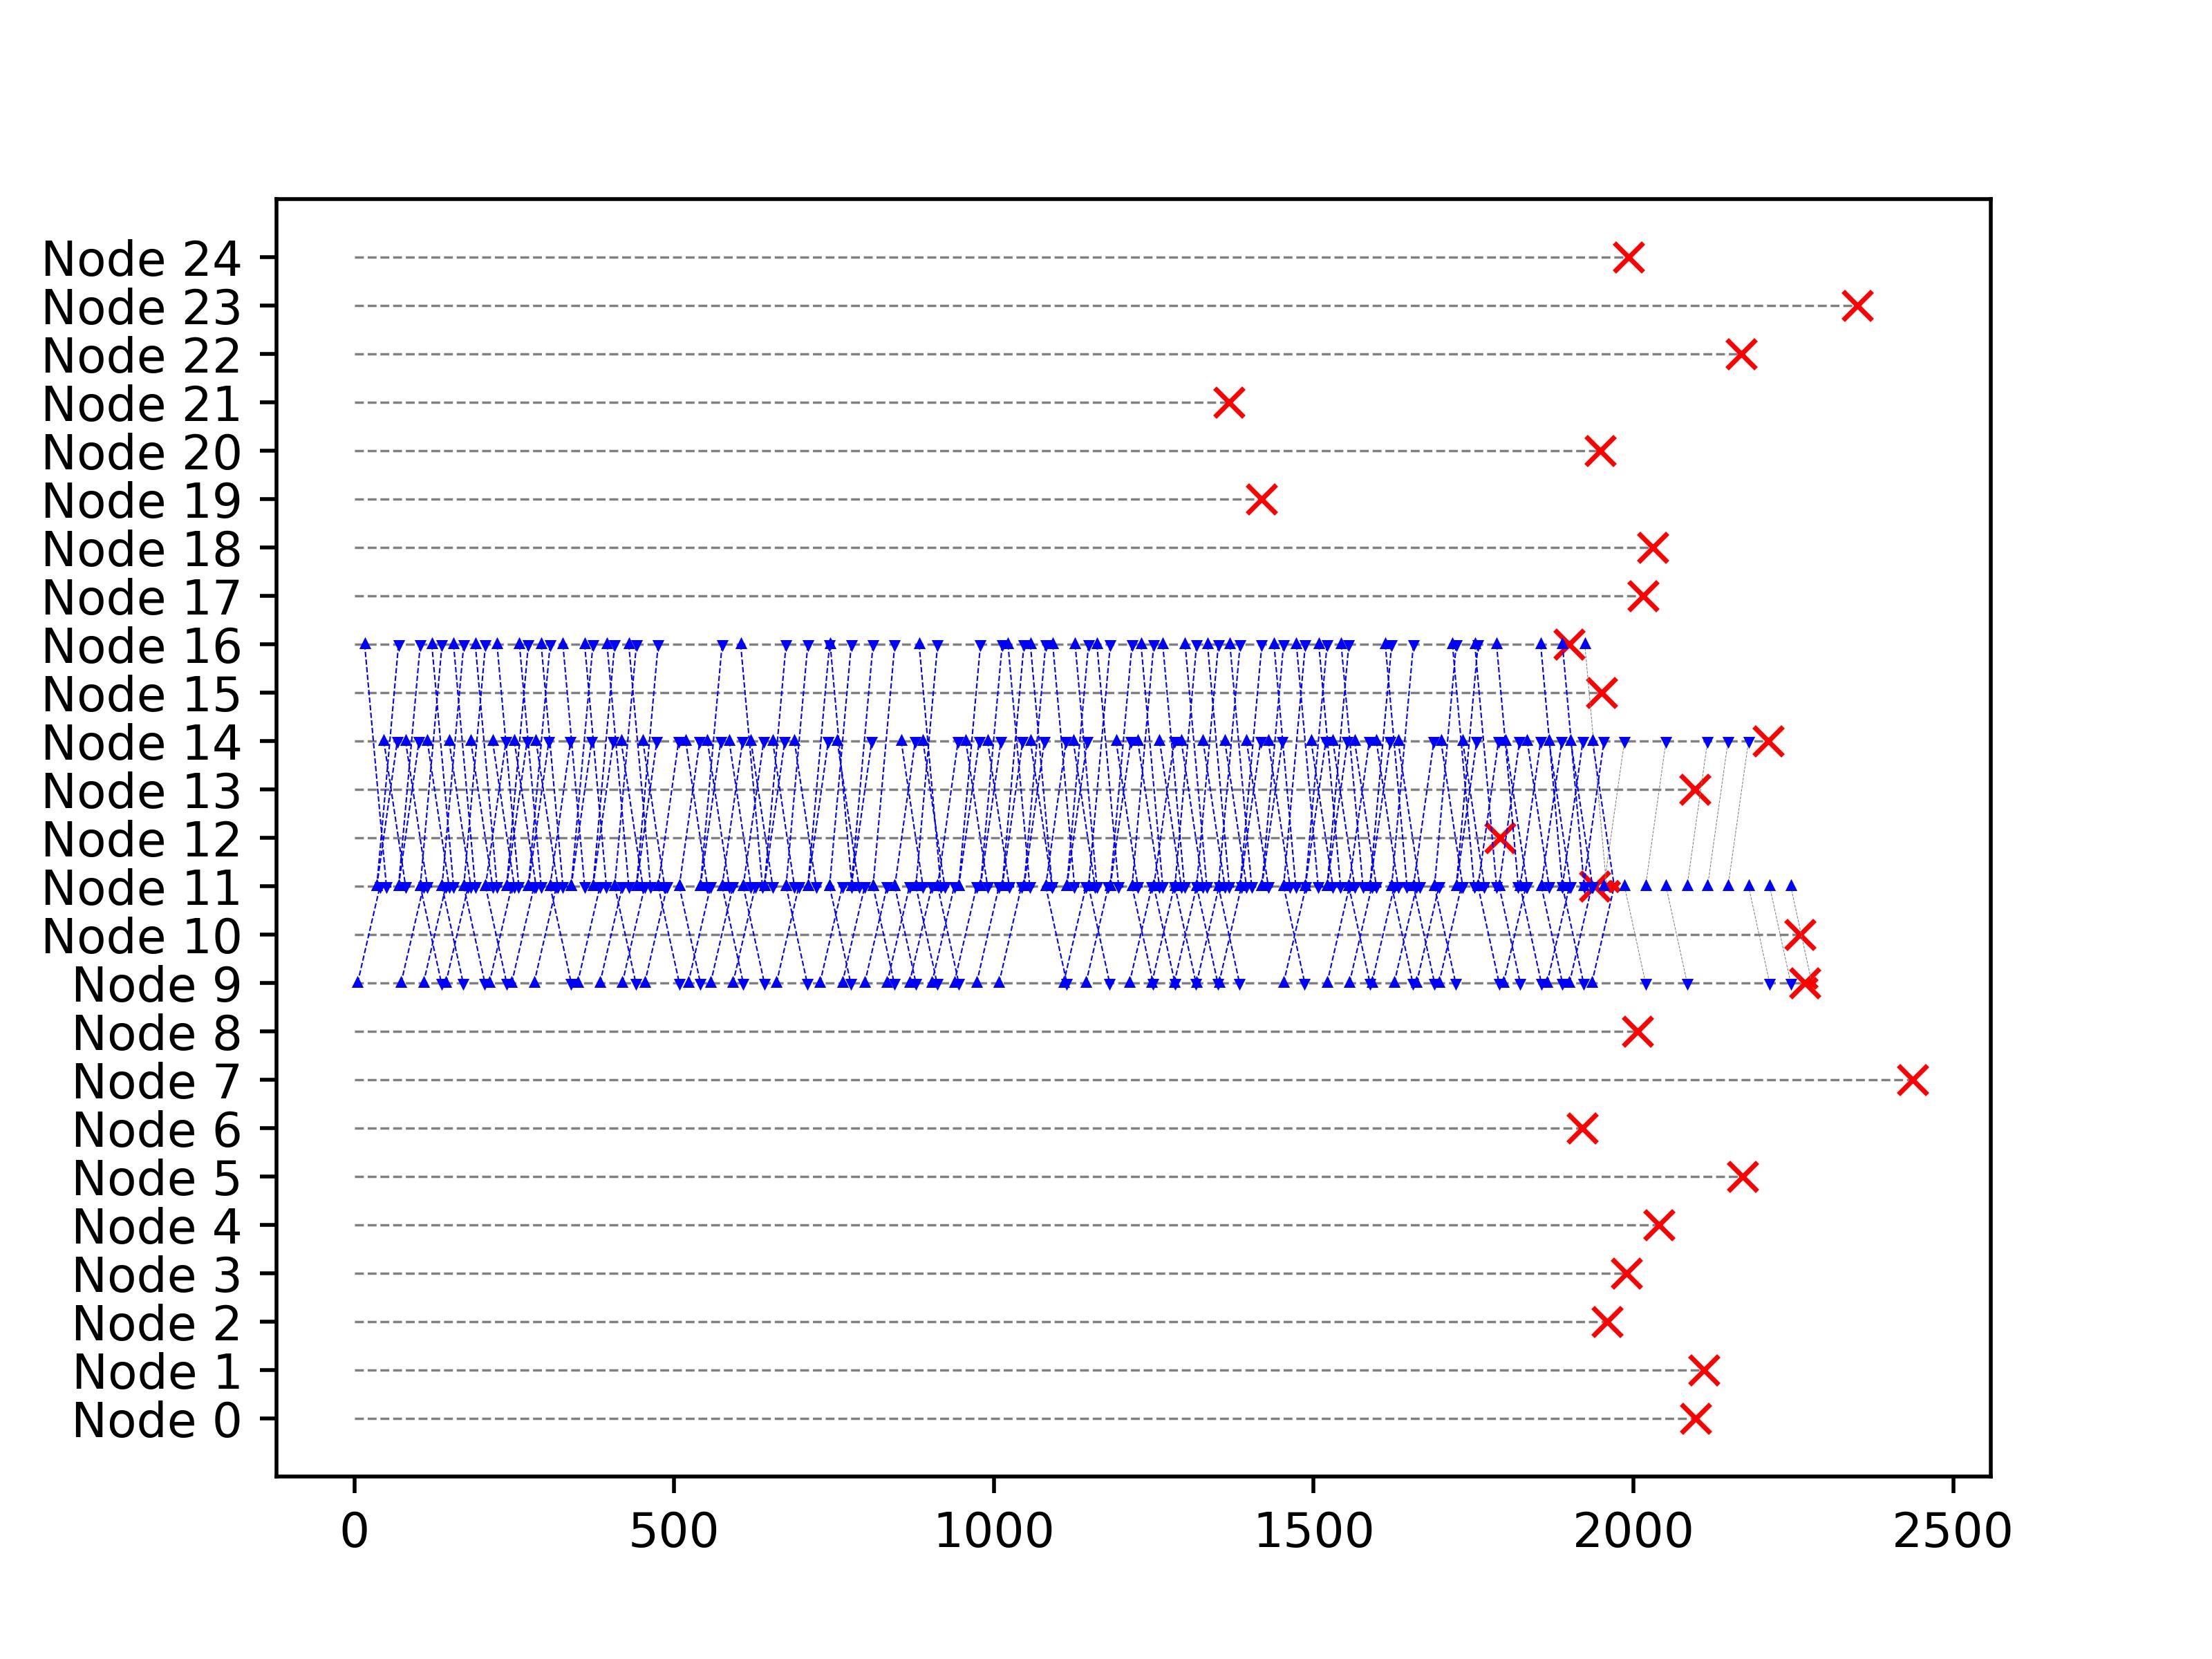 Node 24
Node 23
Node 22
Node 21
Node 20
Node 19
Node 18
Node 17
Node 16
Node 15
Node 14
Node 13
Node 12
Node 11
Node 10
Node 9
Node 8
Node 7
Node 6
Node 5
Node 4
Node 3
Node 2
Node 1
Node 0
0 500 1000 1500 2000 2500